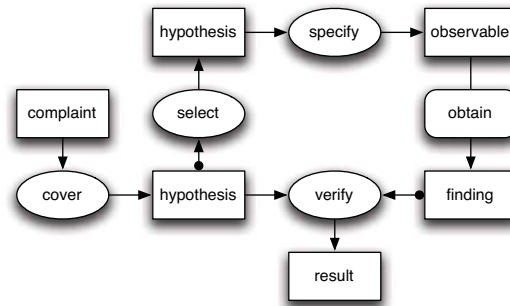 hypothesis
specify
observable
complaint
select
obtain
cover
hypothesis
verify
finding
result